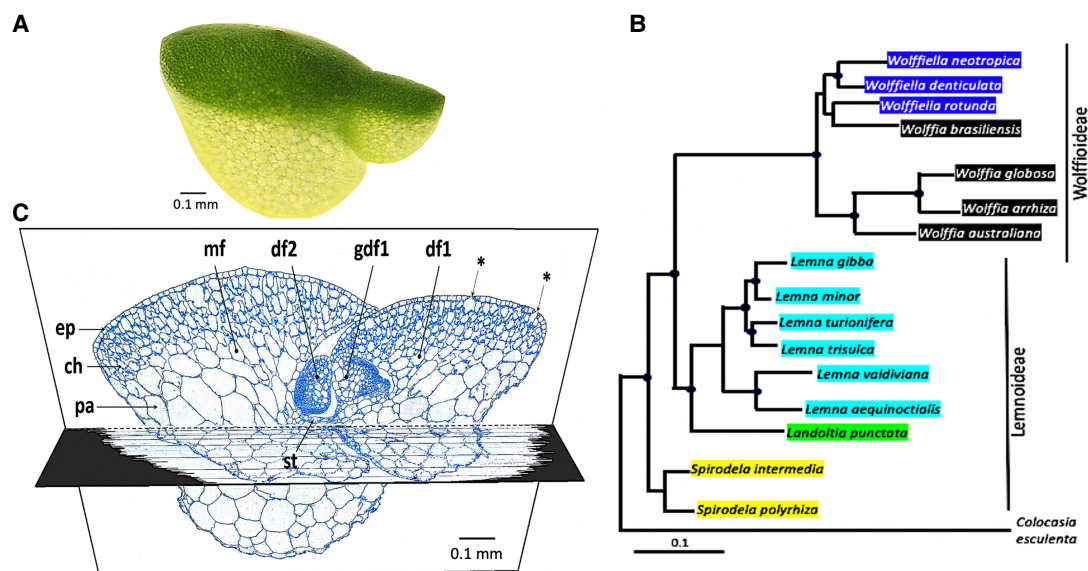 A
0.1 mm
C
mf
df2
gdf1
df1
*
*
ep
ch
pa
st
0.1 mm
B
Wolffiella neotropica
Wolffiella denticulata
Wolffiella rotunda
Wolffia brasiliensis
Wolffia globosa
Wolffia arrhiza
Wolffia australiana
Wolffioideae
Lemna gibba
Lemna minor
Lemna turionifera
Lemna trisulca
Lemna valdiviana
Lemna aequinoctialis
Landoltia punctata
Lemnoideae
Spirodela intermedia
Spirodela polyrhiza
Colocasia
esculenta
0.1